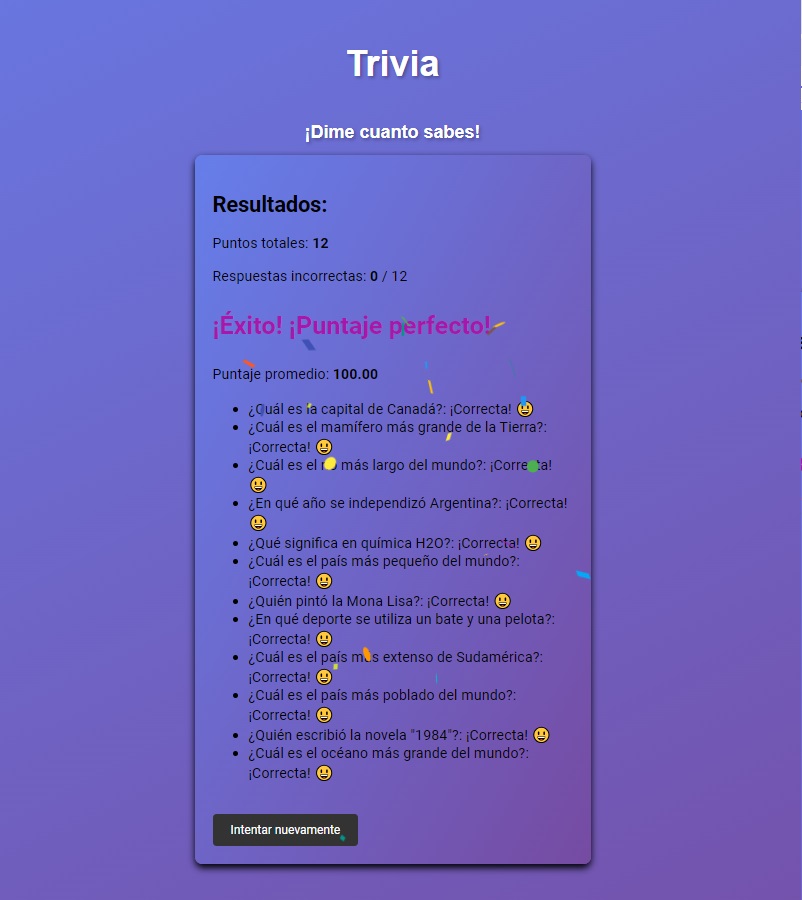 Trivia
¡Dime cuanto sabes!
Resultados:
Puntos totales: 12
Respuestas incorrectas: 0 / 12
¡Éxito! ¡Puntaje perfecto!
Puntaje promedio: 100.00
¿Cuál es la capital de Canadá?: ¡Correcta! 😃
¿Cuál es el mamífero más grande de la Tierra?:
¡Correcta! 😃
¿Cuál es el río más largo del mundo?: ¡Correcta!
😃
¿En qué año se independizó Argentina?: ¡Correcta!
😃
¿Qué significa en química H2O?: ¡Correcta! 😃
¿Cuál es el país más pequeño del mundo?:
¡Correcta! 😃
¿Quién pintó la Mona Lisa?: ¡Correcta! 😃
¿En qué deporte se utiliza un bate y una pelota?:
¡Correcta! 😃
¿Cuál es el país más extenso de Sudamérica?:
¡Correcta! 😃
¿Cuál es el país más poblado del mundo?:
¡Correcta! 😃
¿Quién escribió la novela "1984"?: ¡Correcta! 😃
¿Cuál es el océano más grande del mundo?:
¡Correcta! 😃
Intentar nuevamente